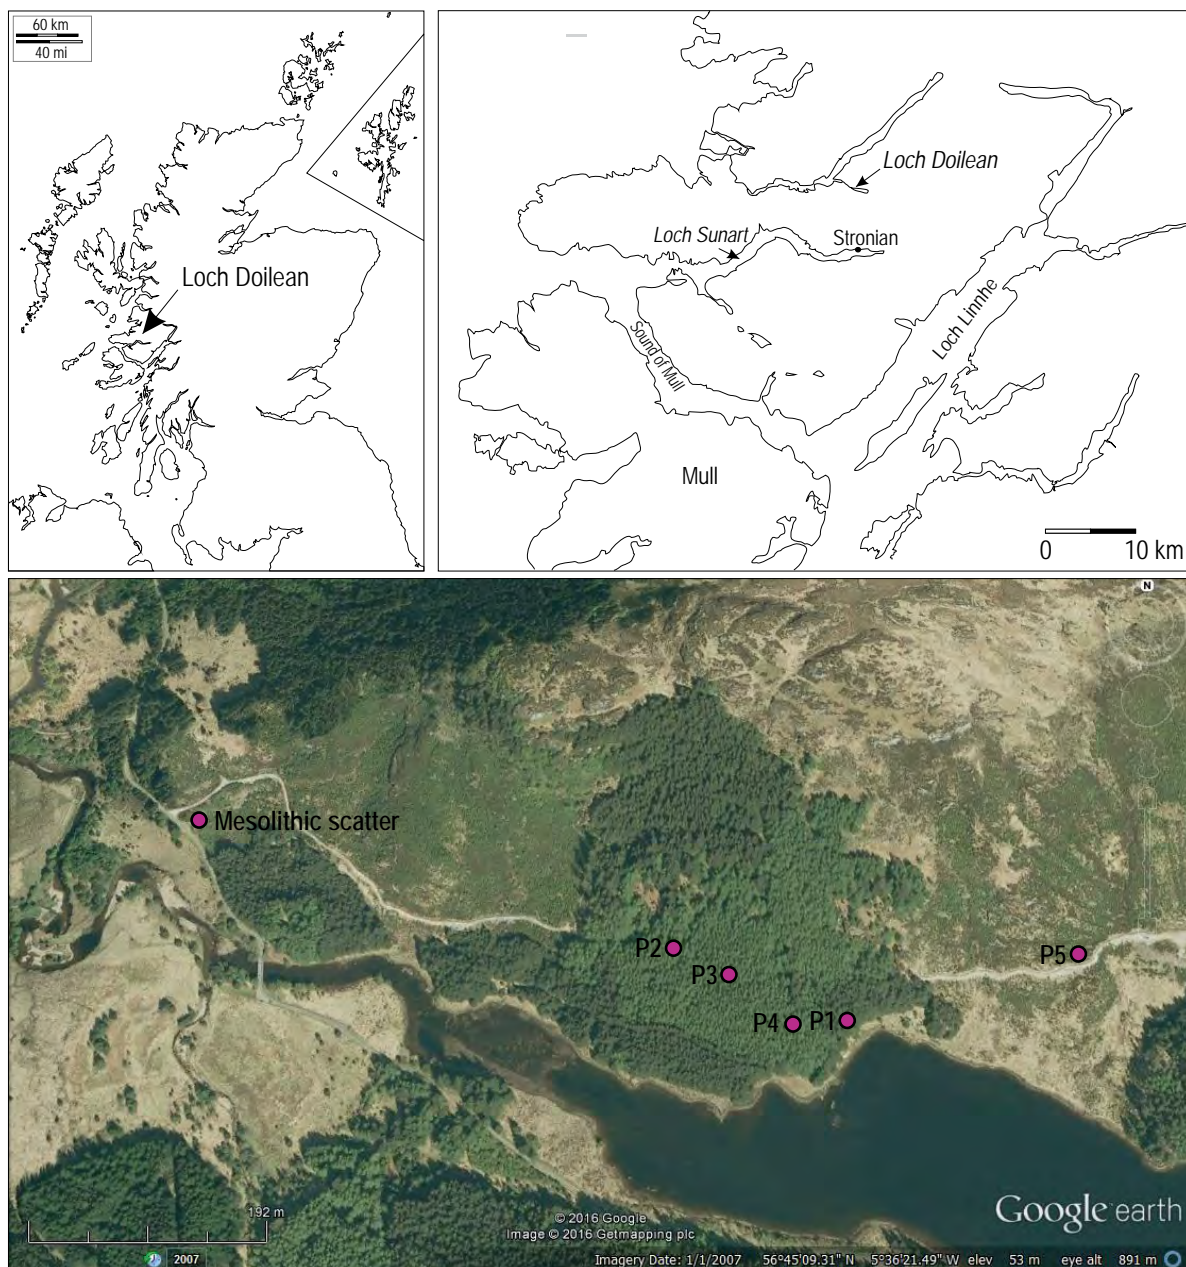 60 km
40 mi
Loch Doilean
Loch Doilean
Loch Sunart
Stronian
Loch Linnhe
Sound of Mull
Mull
0 10 km
N
Mesolithic scatter
P2
P3
P4
P1
P5
192 m
© 2016 Google
Image © 2016 Getmapping plc
Google earth
2007
Imagery Date: 1/1/2007 56°45'09.31" N 5°36'21.49" W elev 53 m eye alt 891 m